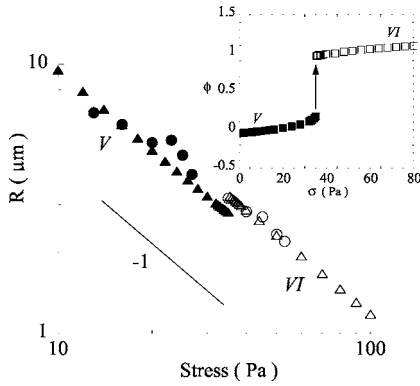 10
R ( μm )
1
V
-1
VI
10
100
Stress ( Pa )
1.5
1
ϕ
0.5
0
-0.5
V
VI
0
20
40
60
80
σ ( Pa )